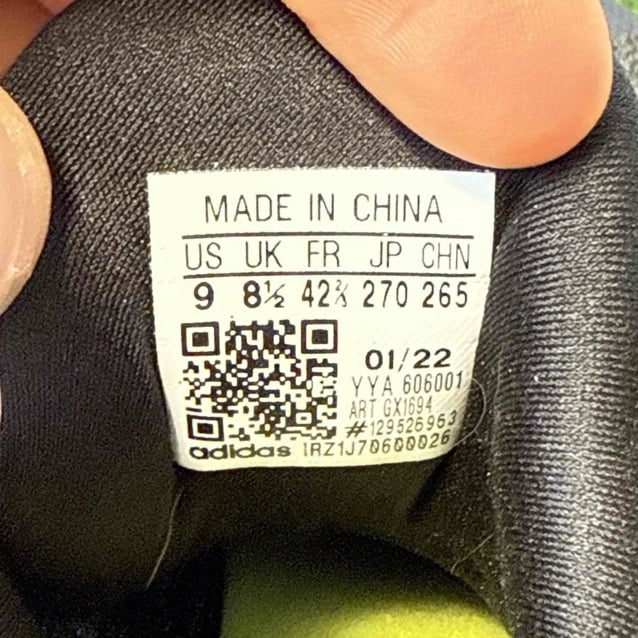 MADE IN CHINA
US UK FR JP CHN
9 8½ 42⅔ 270 265
01/22
YYA 606001
ART GX1694
#129526963
adidas 1RZ1J70600026